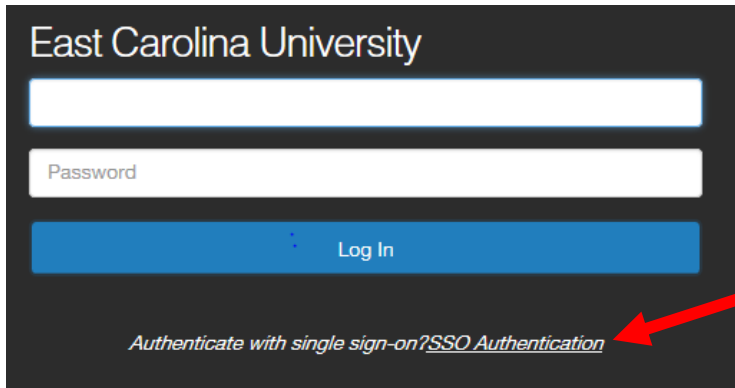 East Carolina University
Password
Log In
Authenticate with single sign-on?SSO Authentication